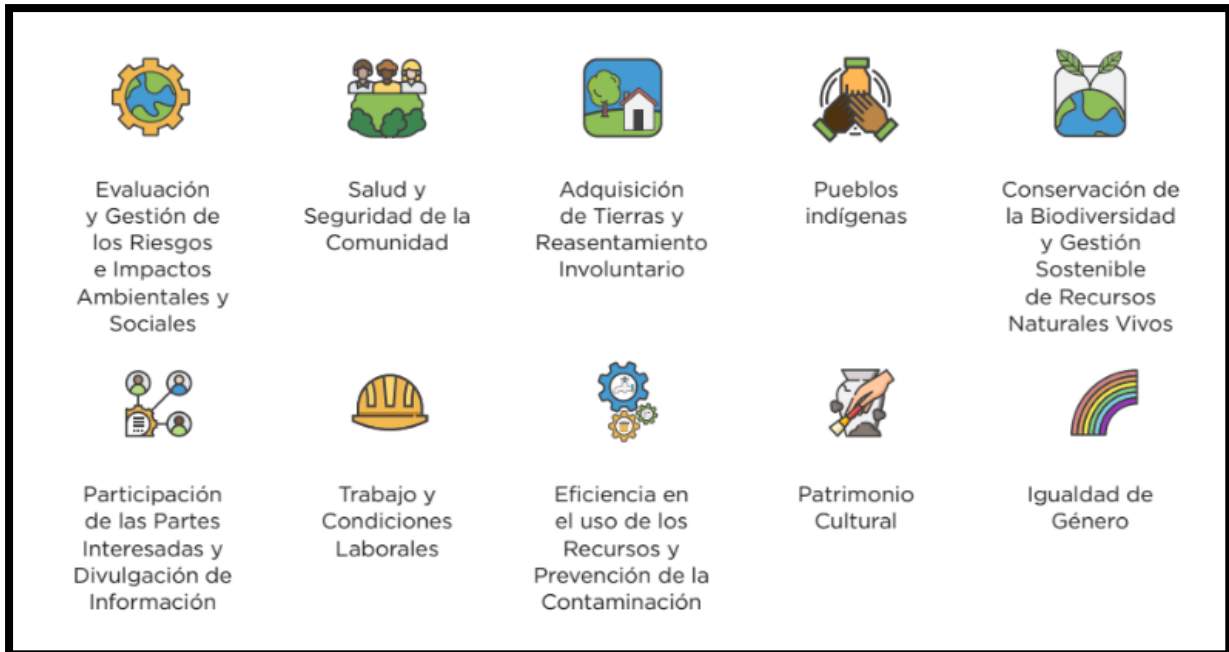 Evaluación
y Gestión de
los Riesgos
e Impactos
Ambientales y
Sociales
Salud y
Seguridad de la
Comunidad
Adquisición
de Tierras y
Reasentamiento
Involuntario
Pueblos
indígenas
Conservación de
la Biodiversidad
y Gestión
Sostenible
de Recursos
Naturales Vivos
Participación
de las Partes
Interesadas y
Divulgación de
Información
Trabajo y
Condiciones
Laborales
Eficiencia en
el uso de los
Recursos y
Prevención de la
Contaminación
Patrimonio
Cultural
Igualdad de
Género